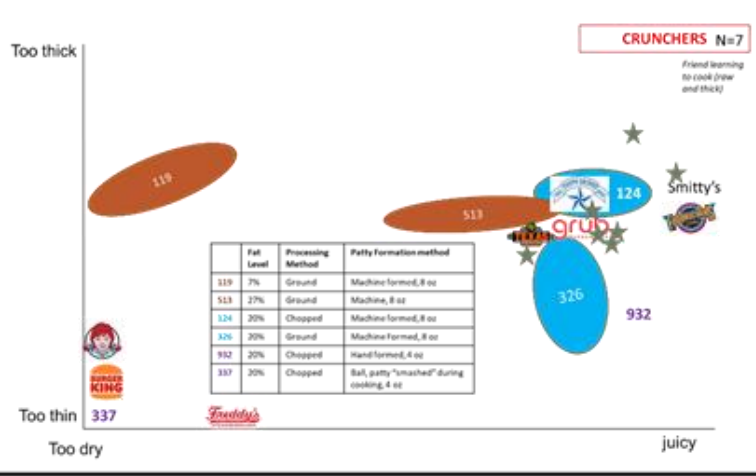 Too thick
CRUNCHERS N=7
Friend learning
to cook (raw
and thick)
119
124
Smitty's
513
TEXAS
grub
Fat Level Processing Method Patty Formation method
119 7% Ground Machine formed, 8 oz
513 27% Ground Machine, 8 oz
124 20% Chopped Machine formed, 8 oz
326 20% Ground Machine Formed, 8 oz
932 20% Chopped Hand formed, 4 oz
337 20% Chopped Ball, patty "smashed" during
cooking, 4 oz
326
932
BURGER
KING
Too thin 337
Freddy's
Too dry
juicy